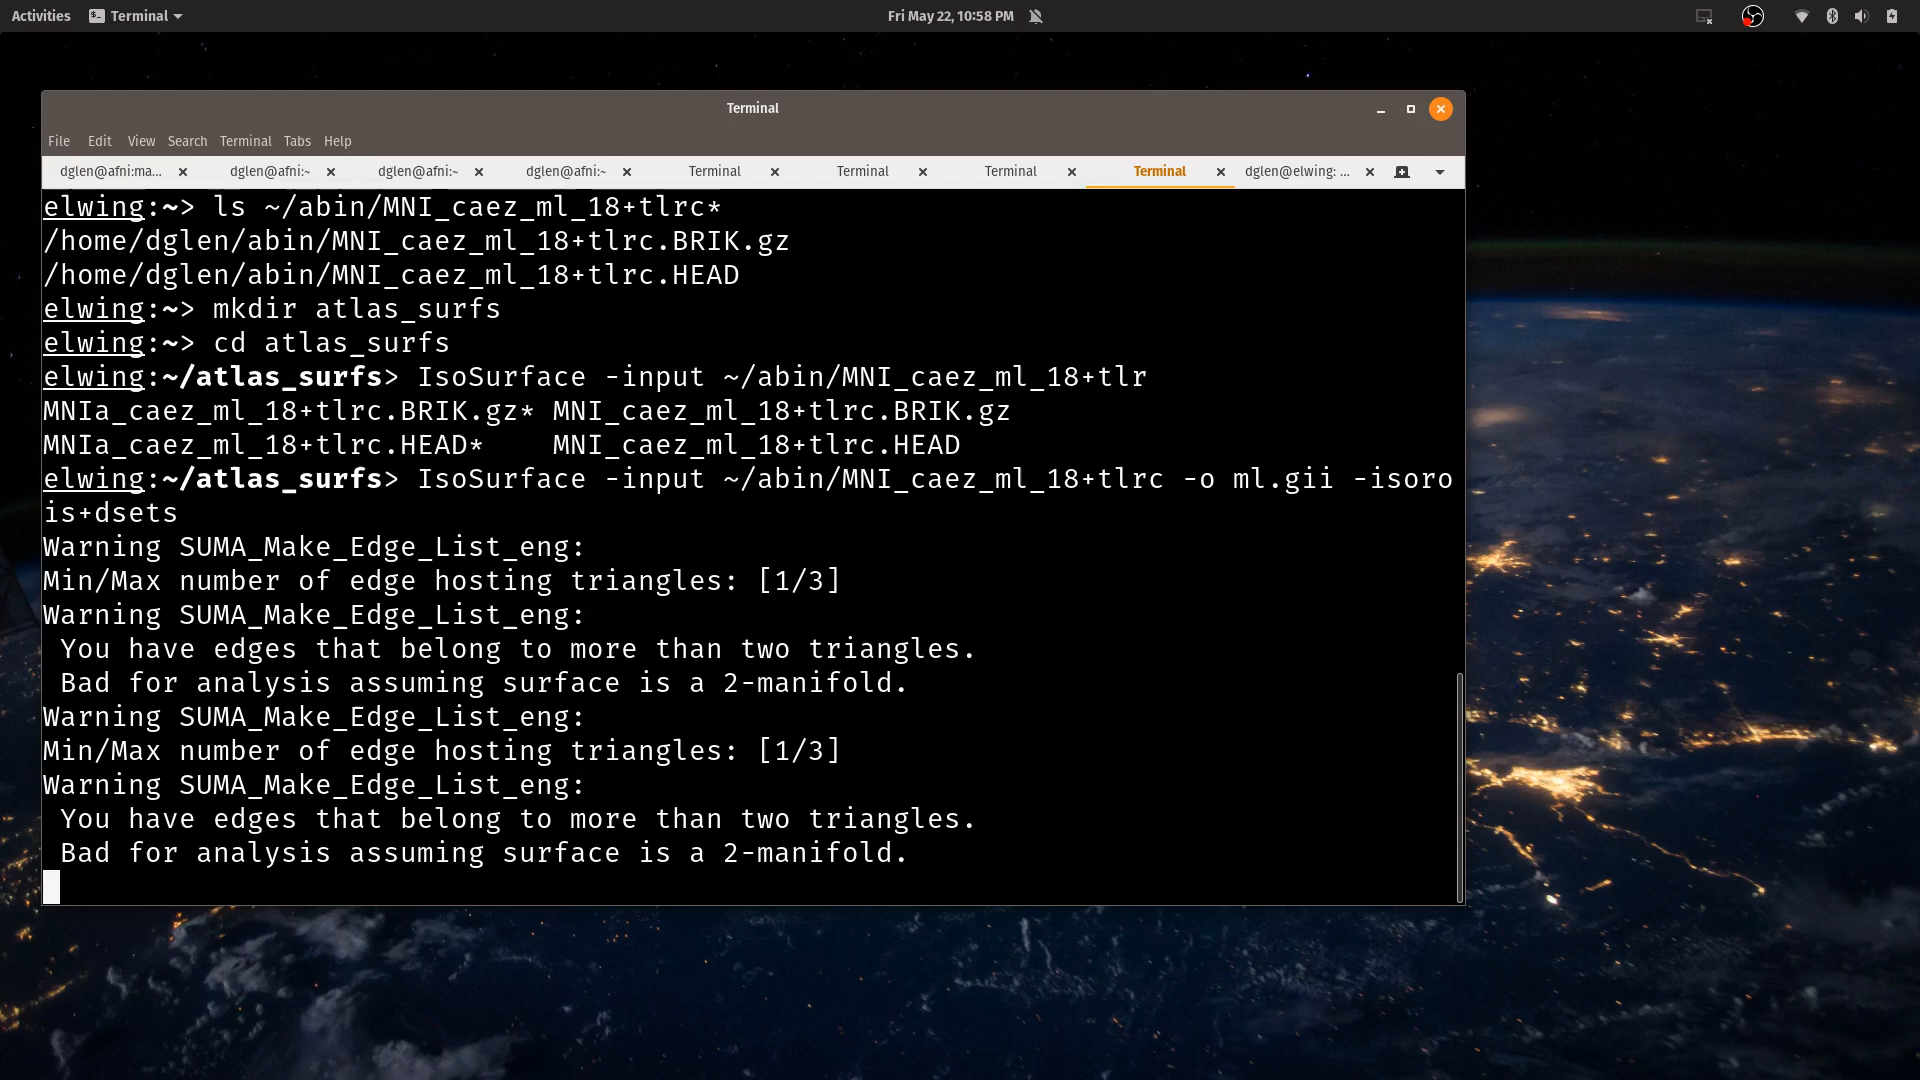 Activities Terminal Fri May 22, 10:58 PM
Terminal
File Edit View Search Terminal Tabs Help
dglen@afni:ma... dglen@afni:~ dglen@afni:~ dglen@afni:~ Terminal Terminal Terminal Terminal dglen@elwing: ...
elwing:~> ls ~/abin/MNI_caez_ml_18+tlrc*
/home/dglen/abin/MNI_caez_ml_18+tlrc.BRIK.gz
/home/dglen/abin/MNI_caez_ml_18+tlrc.HEAD
elwing:~> mkdir atlas_surfs
elwing:~> cd atlas_surfs
elwing:~/atlas_surfs> IsoSurface -input ~/abin/MNI_caez_ml_18+tlr
MNIa_caez_ml_18+tlrc.BRIK.gz* MNI_caez_ml_18+tlrc.BRIK.gz
MNIa_caez_ml_18+tlrc.HEAD*    MNI_caez_ml_18+tlrc.HEAD
elwing:~/atlas_surfs> IsoSurface -input ~/abin/MNI_caez_ml_18+tlrc -o ml.gii -isoro
is+dsets
Warning SUMA_Make_Edge_List_eng:
Min/Max number of edge hosting triangles: [1/3]
Warning SUMA_Make_Edge_List_eng:
 You have edges that belong to more than two triangles.
 Bad for analysis assuming surface is a 2-manifold.
Warning SUMA_Make_Edge_List_eng:
Min/Max number of edge hosting triangles: [1/3]
Warning SUMA_Make_Edge_List_eng:
 You have edges that belong to more than two triangles.
 Bad for analysis assuming surface is a 2-manifold.